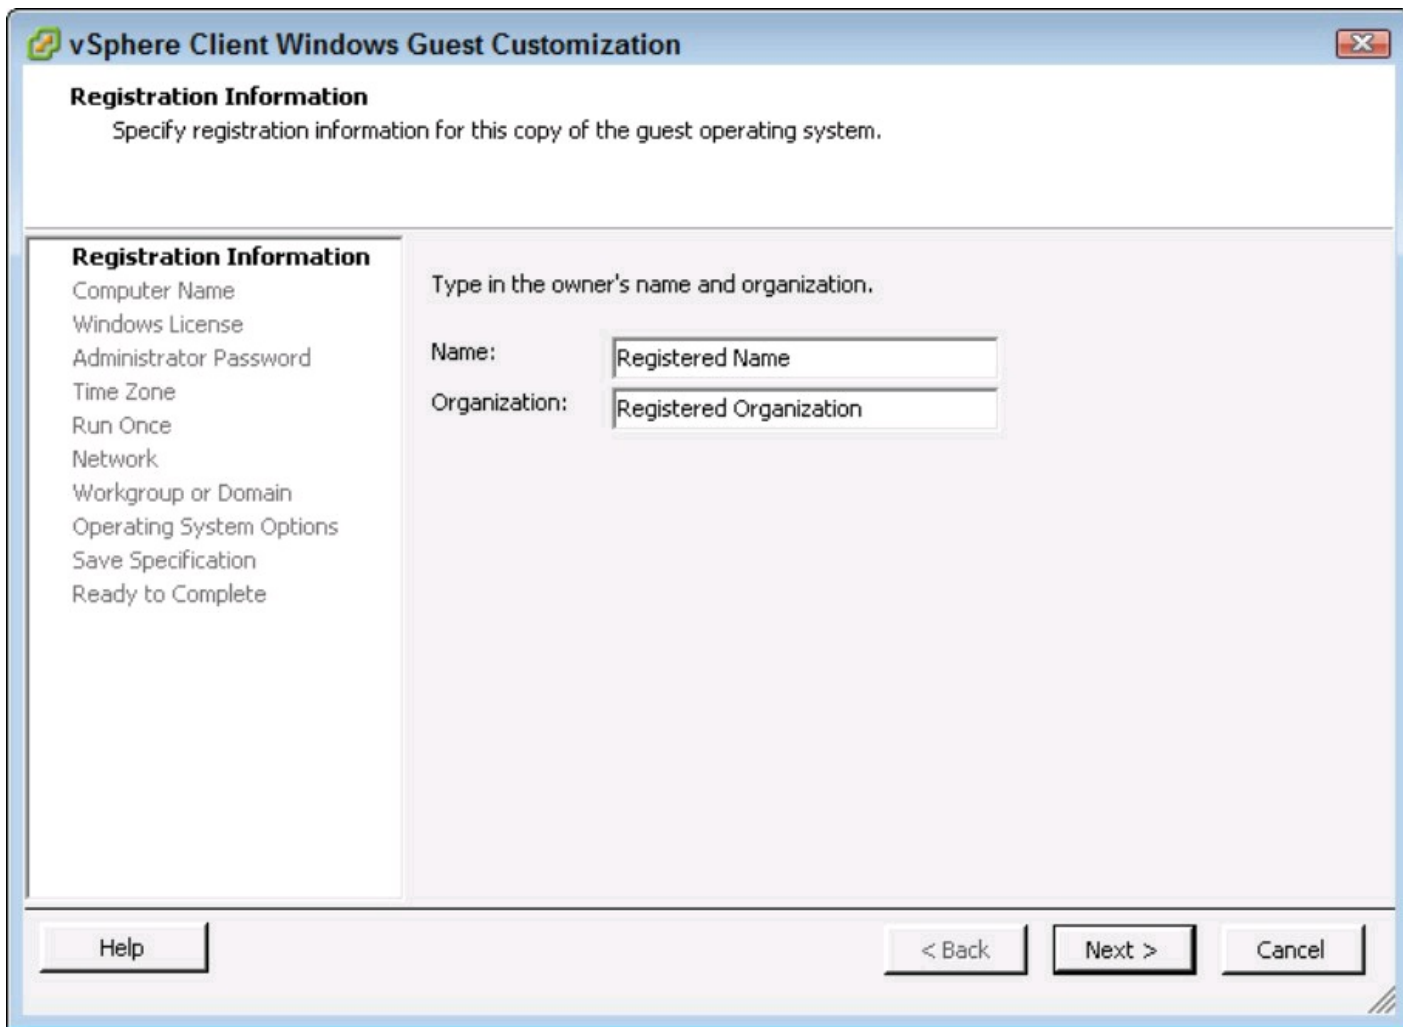 vSphere Client Windows Guest Customization
Registration Information
Specify registration information for this copy of the guest operating system.
Registration Information
Computer Name
Windows License
Administrator Password
Time Zone
Run Once
Network
Workgroup or Domain
Operating System Options
Save Specification
Ready to Complete
Type in the owner's name and organization.
Name: Registered Name
Organization: Registered Organization
Help < Back Next > Cancel